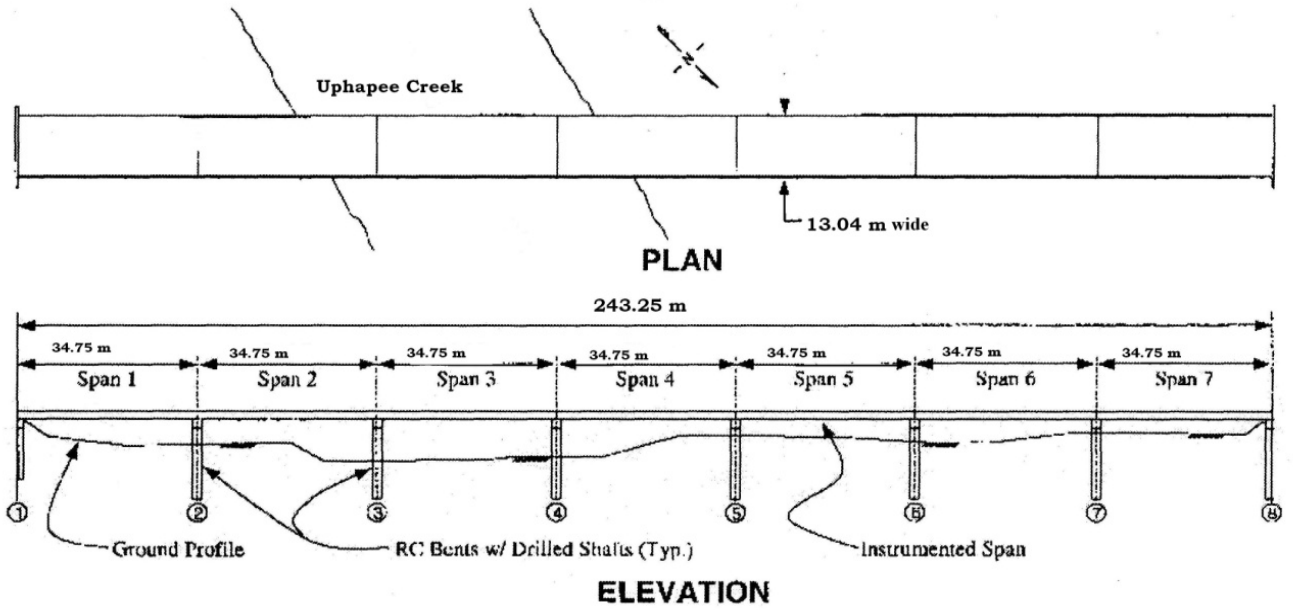 Uphapee Creek
N
13.04 m wide
PLAN
243.25 m
34.75 m 34.75 m 34.75 m 34.75 m 34.75 m 34.75 m 34.75 m
Span 1 Span 2 Span 3 Span 4 Span 5 Span 6 Span 7
1 2 3 4 5 6 7 8
Ground Profile RC Bents w/ Drilled Shafts (Typ.) Instrumented Span
ELEVATION